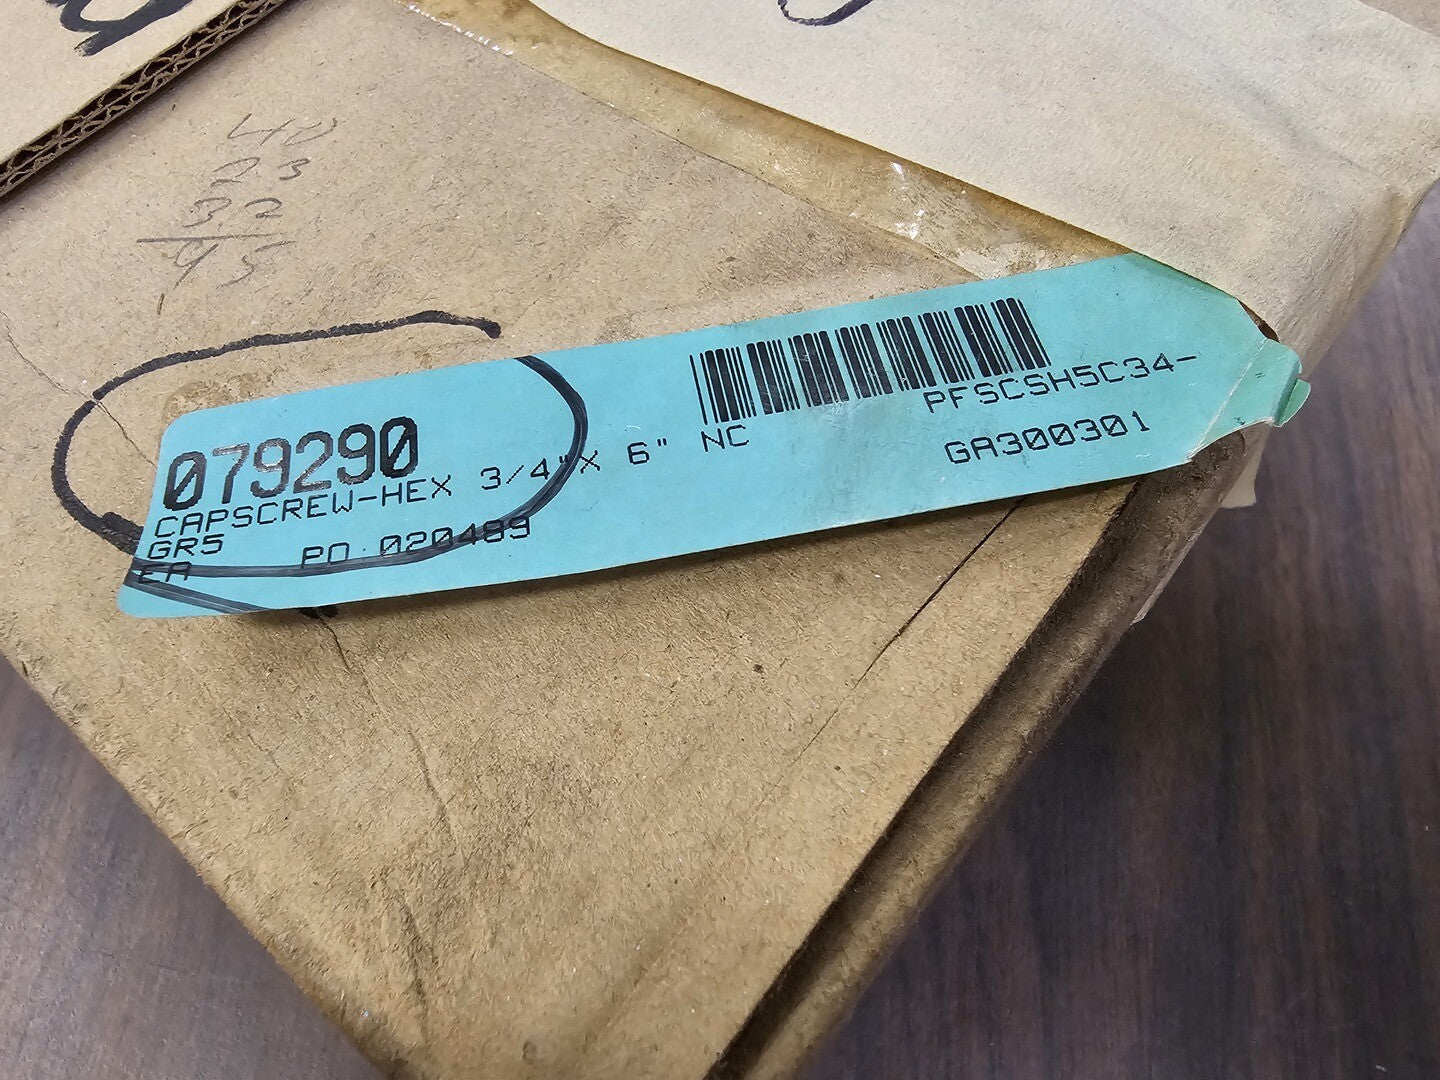 079290
CAPSCREW-HEX 3/4"X 6" NC
GR5 PO 020489
EA
PFSCSH5C34-
GA300301